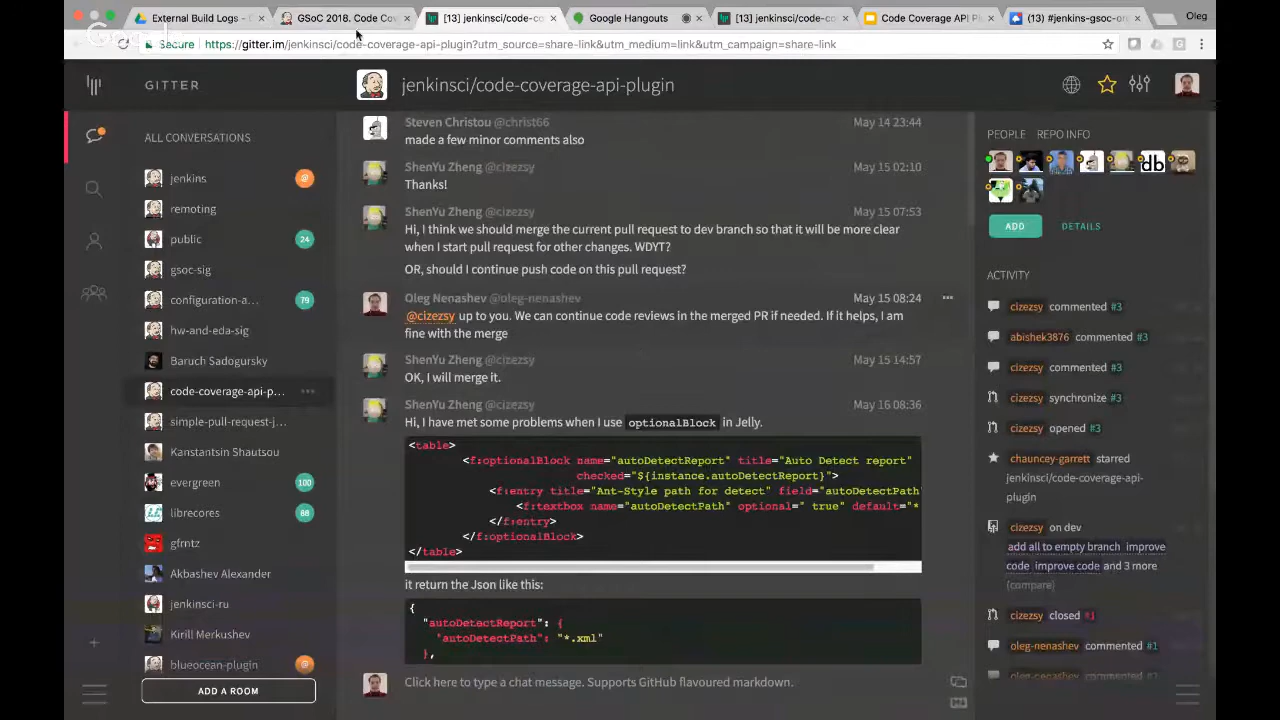 External Build Logs -
GSoC 2018. Code Cov
[13] jenkinsci/code-co
Google Hangouts
[13] jenkinsci/code-co
Code Coverage API Pl
(13) #jenkins-gsoc-or
Oleg
Secure
https://gitter.im/jenkinsci/code-coverage-api-plugin?utm_source=share-link&utm_medium=link&utm_campaign=share-link
GITTER
jenkinsci/code-coverage-api-plugin
ALL CONVERSATIONS
jenkins
@
remoting
public
24
gsoc-sig
configuration-a…
79
hw-and-eda-sig
Baruch Sadogursky
code-coverage-api-p…
simple-pull-request-j…
Kanstantsin Shautsou
evergreen
100
librecores
88
gfrntz
Akbashev Alexander
jenkinsci-ru
Kirill Merkushev
blueocean-plugin
@
ADD A ROOM
Steven Christou @christ66
May 14 23:44
made a few minor comments also
ShenYu Zheng @cizezsy
May 15 02:10
Thanks!
ShenYu Zheng @cizezsy
May 15 07:53
Hi, I think we should merge the current pull request to dev branch so that it will be more clear
when I start pull request for other changes. WDYT?
OR, should I continue push code on this pull request?
Oleg Nenashev @oleg-nenashev
May 15 08:24
@cizezsy up to you. We can continue code reviews in the merged PR if needed. If it helps, I am
fine with the merge
ShenYu Zheng @cizezsy
May 15 14:57
OK, I will merge it.
ShenYu Zheng @cizezsy
May 16 08:36
Hi, I have met some problems when I use optionalBlock in Jelly.
<table>
<f:optionalBlock name="autoDetectReport" title="Auto Detect report"
checked="${instance.autoDetectReport}">
<f:entry title="Ant-Style path for detect" field="autoDetectPath
<f:textbox name="autoDetectPath" optional=" true" default="*
</f:entry>
</f:optionalBlock>
</table>
it return the Json like this:
{
"autoDetectReport": {
"autoDetectPath": "*.xml"
},
Click here to type a chat message. Supports GitHub flavoured markdown.
PEOPLE
REPO INFO
db
ADD
DETAILS
ACTIVITY
cizezsy commented #3
abishek3876 commented #3
cizezsy commented #3
cizezsy synchronize #3
cizezsy opened #3
chauncey-garrett starred
jenkinsci/code-coverage-api-
plugin
cizezsy on dev
add all to empty branch improve
code improve code and 3 more
(compare)
cizezsy closed #1
oleg-nenashev commented #1
oleg-nenashev commented #1